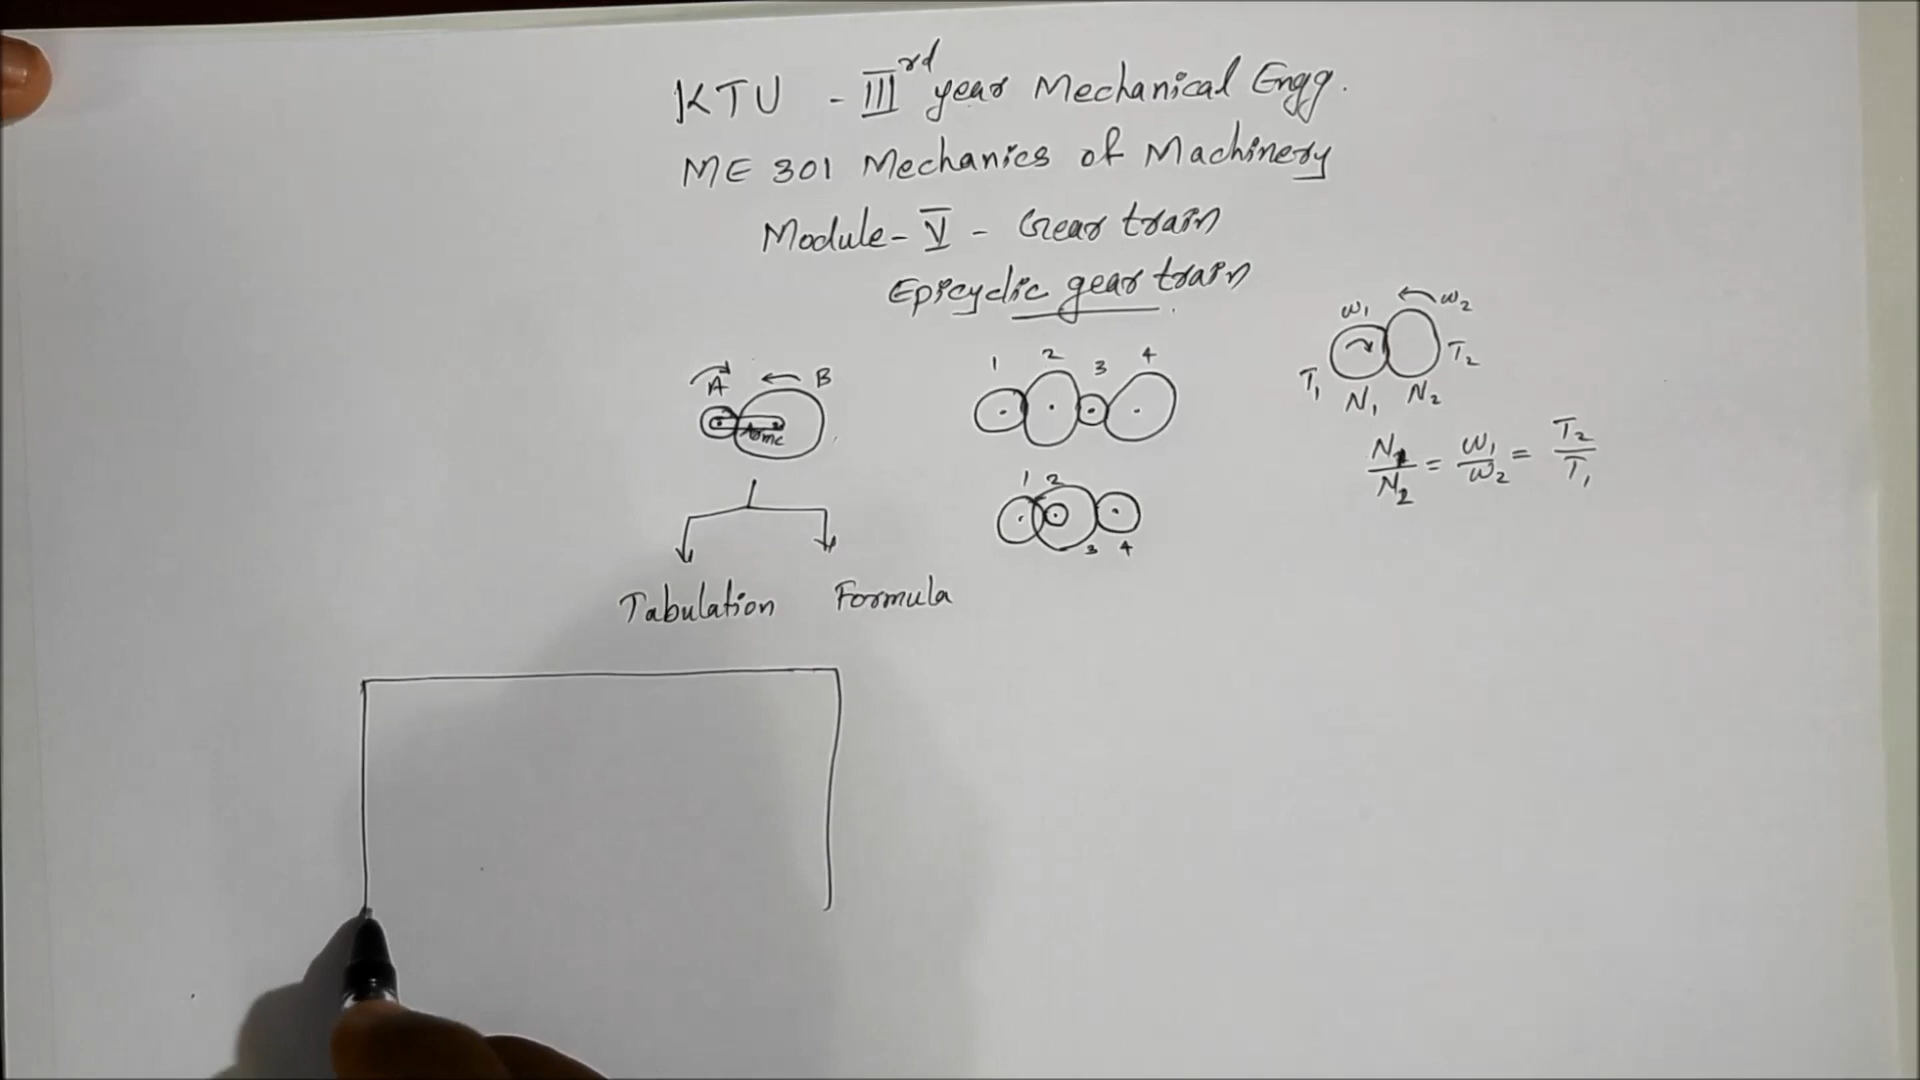 KTU - III rd year Mechanical Engg.
ME 301 Mechanics of Machinery
Module - V - Gear train
Epicyclic gear train
A B
Arm C
1 2 3 4
1 2
3 4
ω1 ω2
T1 T2
N1 N2
N1/N2 = ω1/ω2 = T2/T1
Tabulation Formula